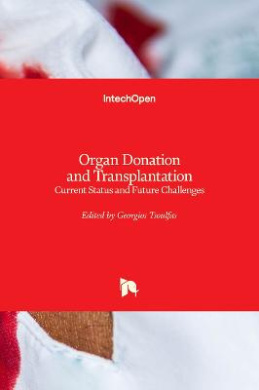 IntechOpen
Organ Donation
and Transplantation
Current Status and Future Challenges
Edited by Georgios Tsoulfas